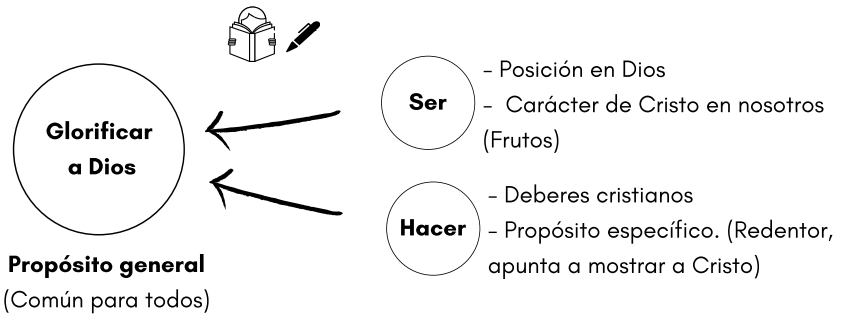 Glorificar
a Dios
Propósito general
(Común para todos)
Ser
- Posición en Dios
- Carácter de Cristo en nosotros
(Frutos)
Hacer
- Deberes cristianos
- Propósito específico. (Redentor,
apunta a mostrar a Cristo)